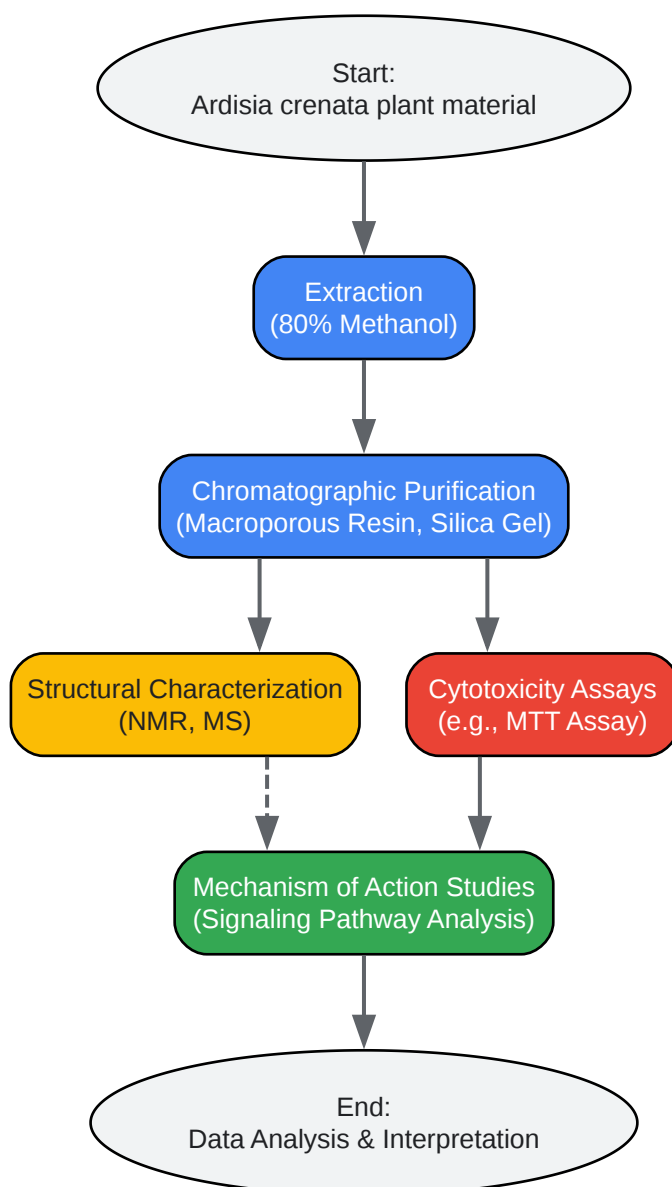 Start:
Ardisia crenata plant material
Extraction
(80% Methanol)
Chromatographic Purification
(Macroporous Resin, Silica Gel)
Structural Characterization
(NMR, MS)
Cytotoxicity Assays
(e.g., MTT Assay)
Mechanism of Action Studies
(Signaling Pathway Analysis)
End:
Data Analysis & Interpretation